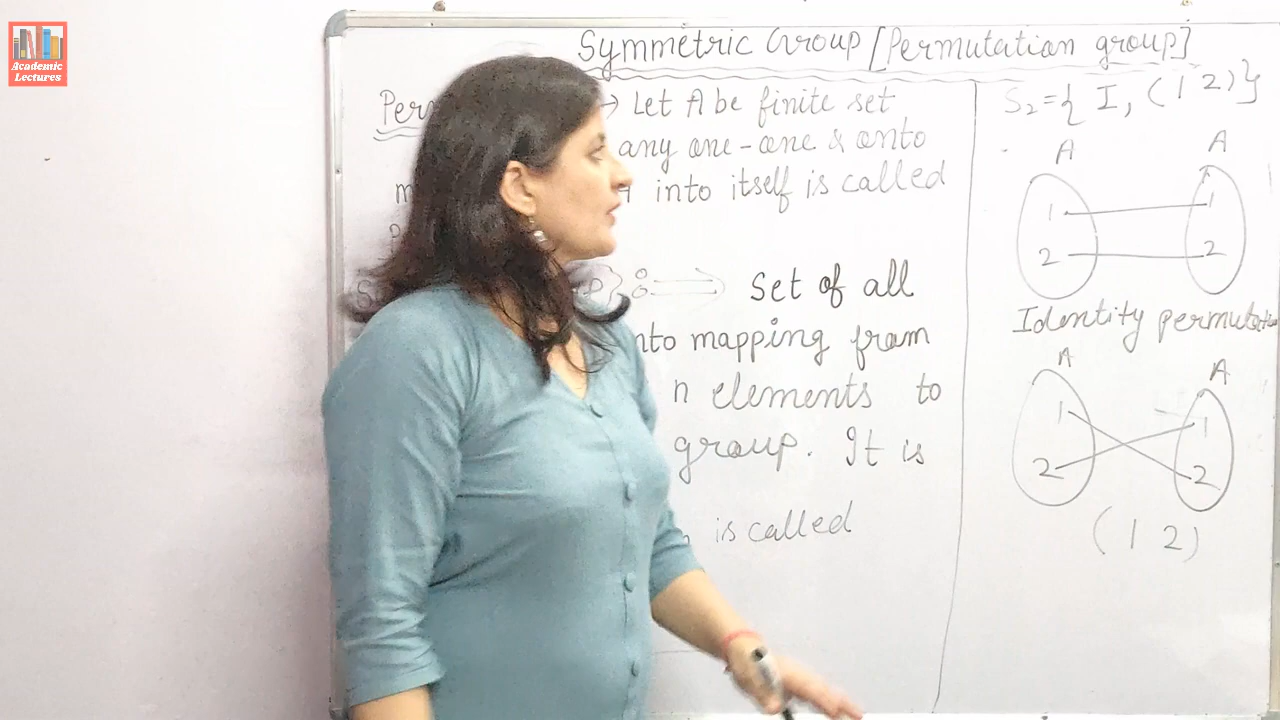 Academic
Lectures
Symmetric Group [Permutation group]
Let A be finite set
any one-one & onto
into itself is called
Set of all
mapping from
n elements to
group. It is
is called
S2 = { I, (1 2)}
A A
1 1
2 2
Identity permutation
A A
1 1
2 2
(1 2)